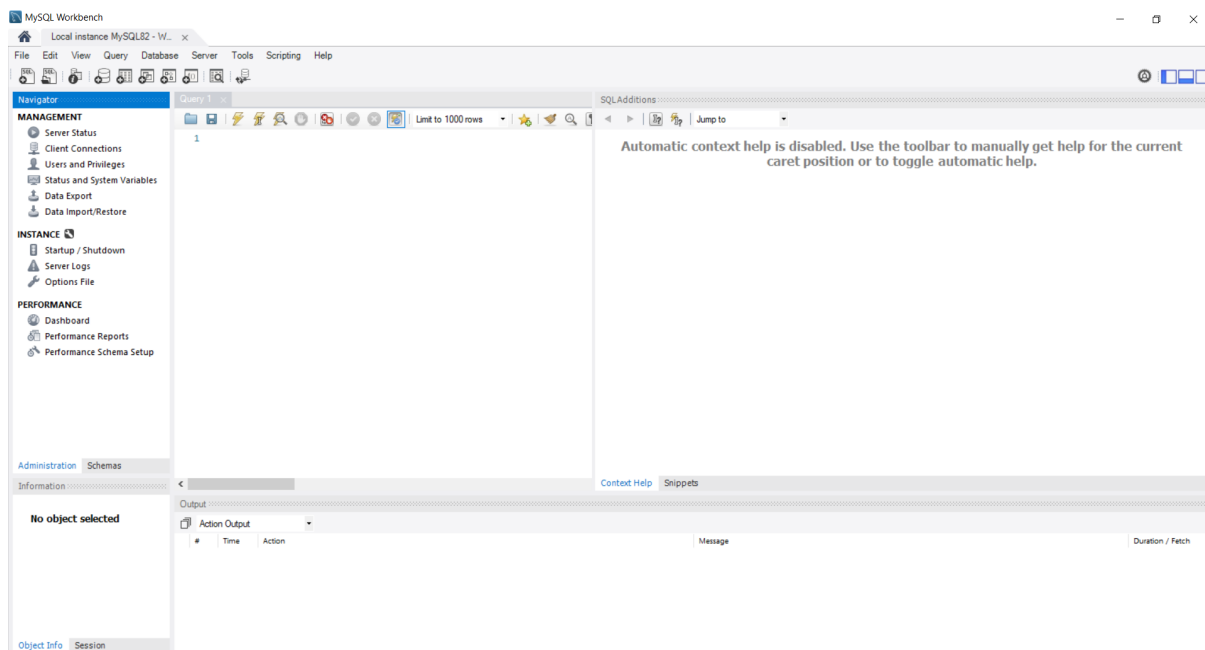 MySQL Workbench
Local instance MySQL82 - W...
File Edit View Query Database Server Tools Scripting Help
Navigator
MANAGEMENT
Server Status
Client Connections
Users and Privileges
Status and System Variables
Data Export
Data Import/Restore
INSTANCE
Startup / Shutdown
Server Logs
Options File
PERFORMANCE
Dashboard
Performance Reports
Performance Schema Setup
Administration Schemas
Information
No object selected
Object Info Session
Query 1
Limit to 1000 rows
1
SQLAdditions
Jump to
Automatic context help is disabled. Use the toolbar to manually get help for the current
caret position or to toggle automatic help.
Context Help Snippets
Output
Action Output
# Time Action Message Duration / Fetch